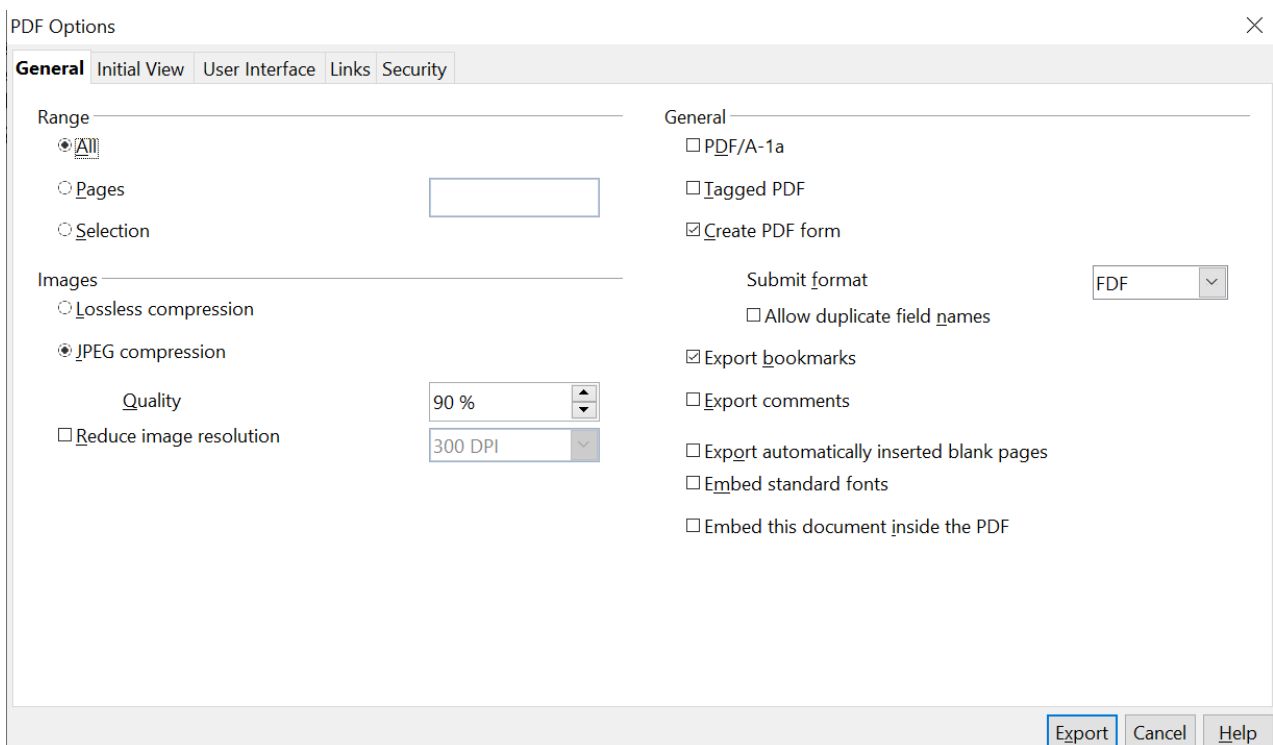 PDF Options
General Initial View User Interface Links Security
Range
All
Pages
Selection
Images
Lossless compression
JPEG compression
Quality 90 %
Reduce image resolution 300 DPI
General
PDF/A-1a
Tagged PDF
Create PDF form
Submit format FDF
Allow duplicate field names
Export bookmarks
Export comments
Export automatically inserted blank pages
Embed standard fonts
Embed this document inside the PDF
Export Cancel Help